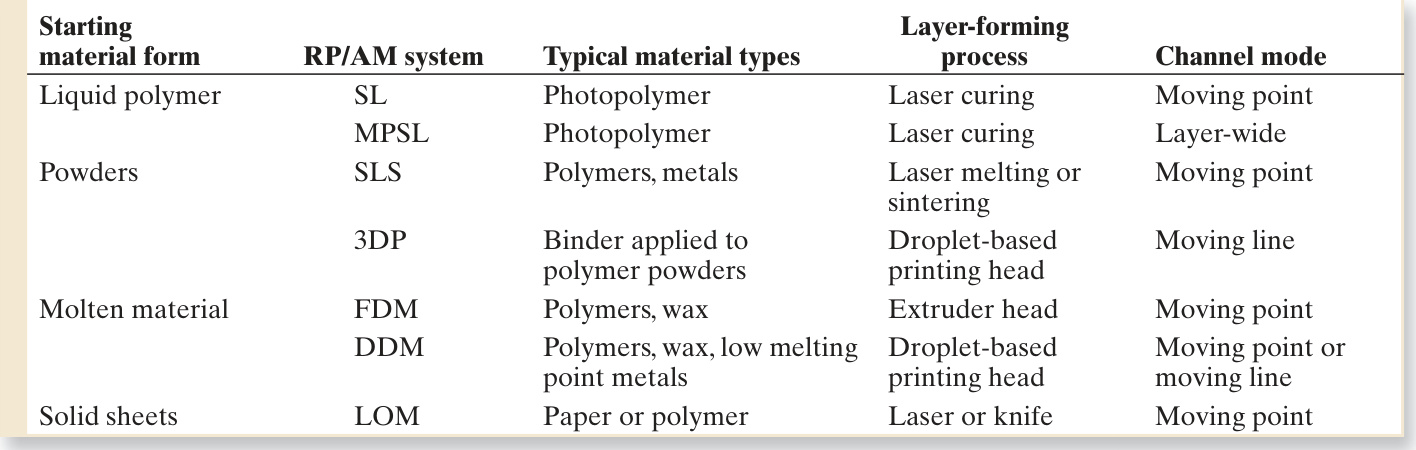 Starting Layer-forming
material form RP/AM system Typical material types process Channel mode
Liquid polymer SL Photopolymer Laser curing Moving point
MPSL Photopolymer Laser curing Layer-wide
Powders SLS Polymers, metals Laser melting or Moving point
sintering
3DP Binder applied to Droplet-based Moving line
polymer powders printing head
Molten material FDM Polymers, wax Extruder head Moving point
DDM Polymers, wax, low melting Droplet-based Moving point or
point metals printing head moving line
Solid sheets LOM Paper or polymer Laser or knife Moving point